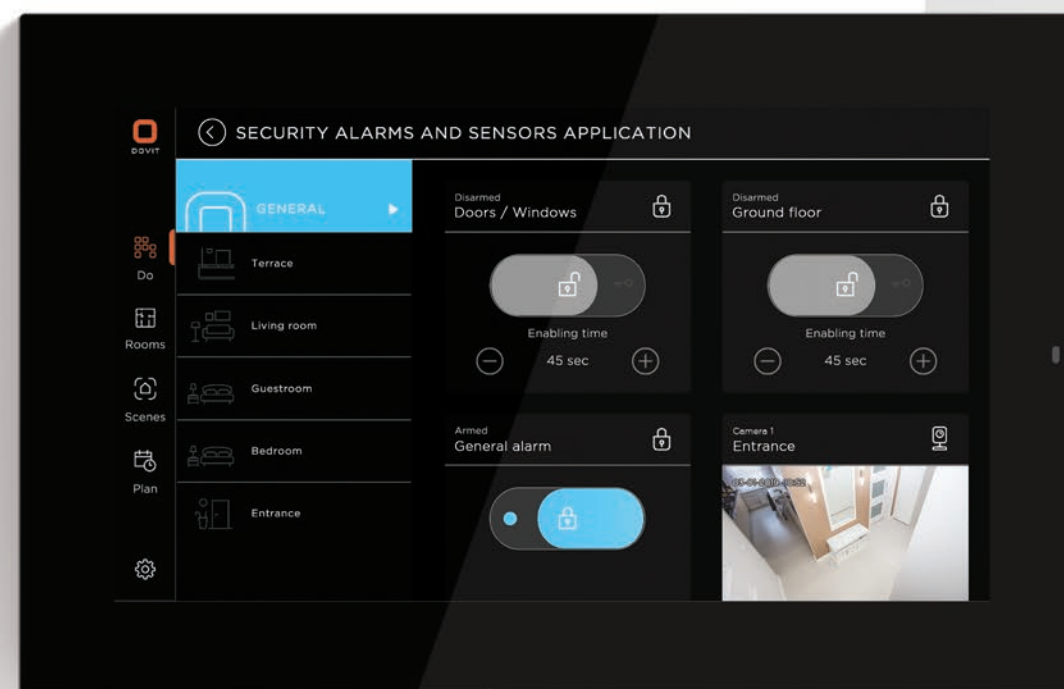 DOVIT
SECURITY ALARMS AND SENSORS APPLICATION
Do
Rooms
Scenes
Plan
GENERAL
Terrace
Living room
Guestroom
Bedroom
Entrance
Disarmed
Doors / Windows
Enabling time
45 sec
Disarmed
Ground floor
Enabling time
45 sec
Armed
General alarm
Camera 1
Entrance